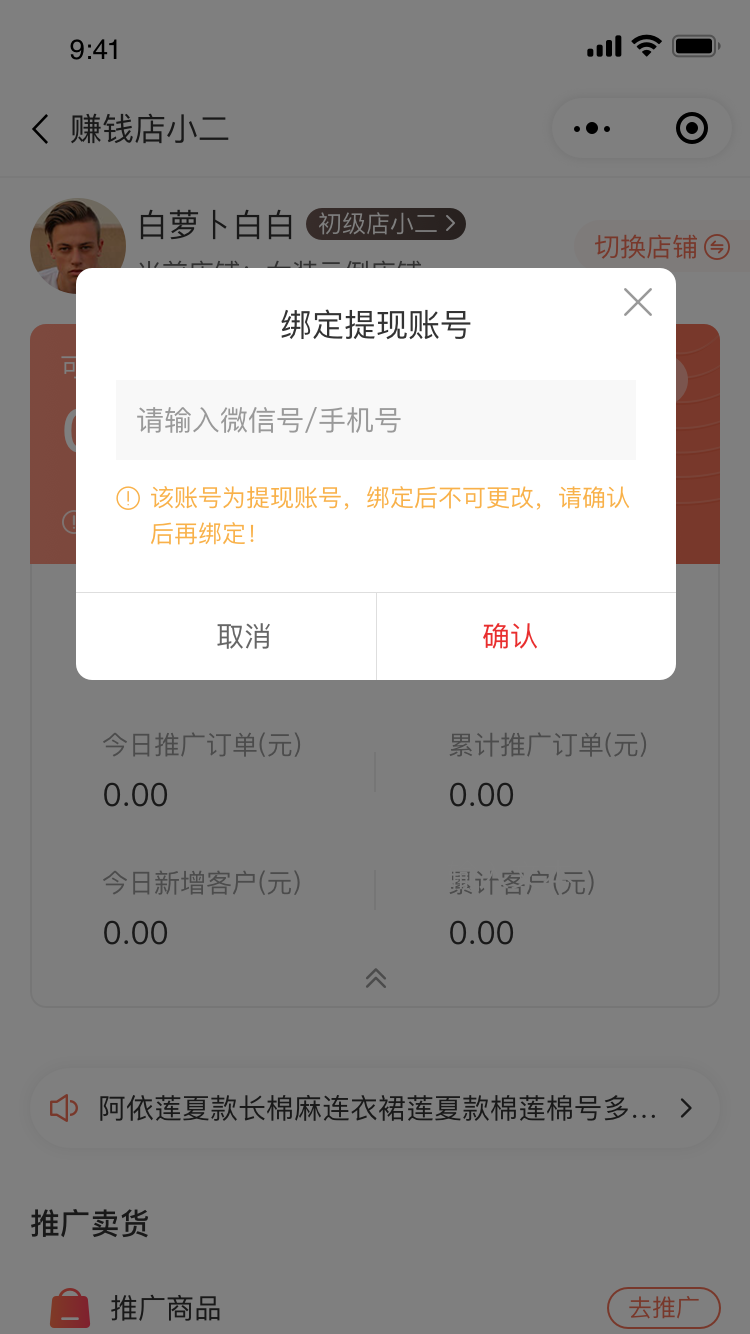 9:41
赚钱店小二
白萝卜白白 初级店小二
切换店铺
绑定提现账号
请输入微信号/手机号
该账号为提现账号，绑定后不可更改，请确认
后再绑定！
取消 确认
今日推广订单(元) 累计推广订单(元)
0.00 0.00
今日新增客户(元) 累计客户(元)
0.00 0.00
阿依莲夏款长棉麻连衣裙莲夏款棉莲棉号多...
推广卖货
推广商品 去推广